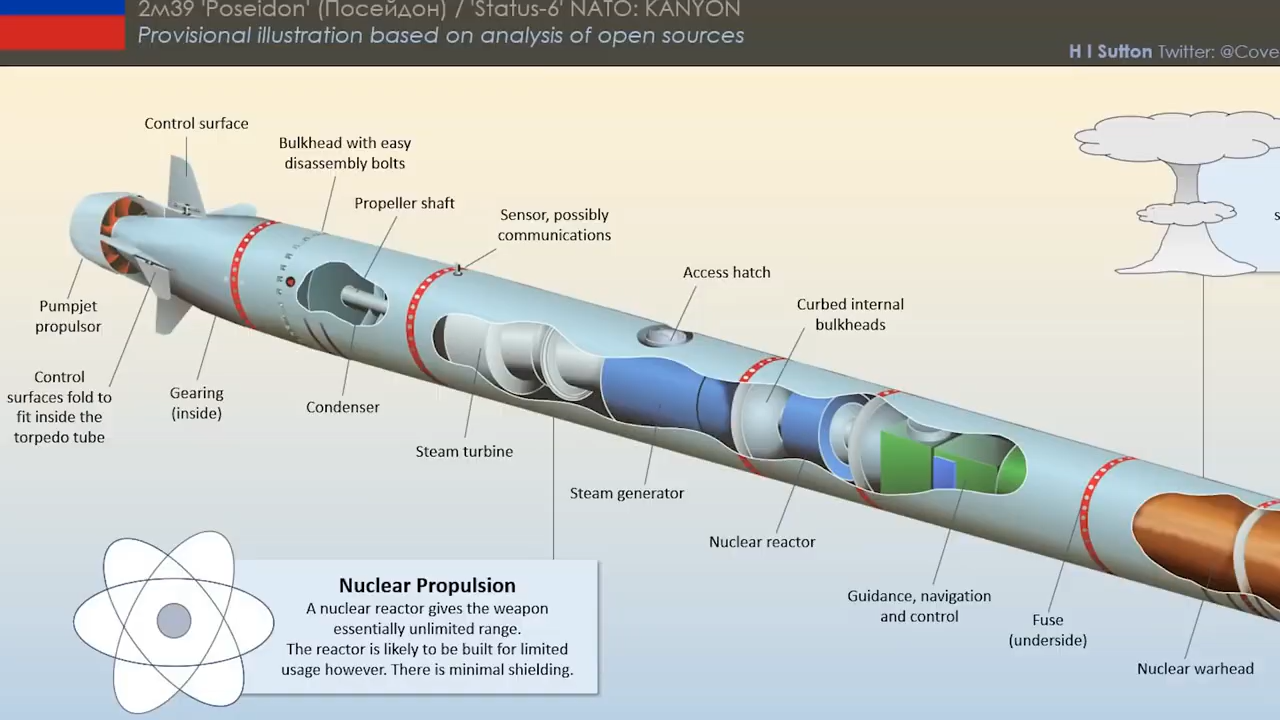 2м39 'Poseidon' (Посейдон) / 'Status-6' NATO: KANYON
Provisional illustration based on analysis of open sources
H I Sutton Twitter: @Cove
Control surface
Bulkhead with easy
disassembly bolts
Propeller shaft
Sensor, possibly
communications
Access hatch
Curbed internal
bulkheads
Pumpjet
propulsor
Control
surfaces fold to
fit inside the
torpedo tube
Gearing
(inside)
Condenser
Steam turbine
Steam generator
Nuclear reactor
Guidance, navigation
and control
Fuse
(underside)
Nuclear warhead
Nuclear Propulsion
A nuclear reactor gives the weapon
essentially unlimited range.
The reactor is likely to be built for limited
usage however. There is minimal shielding.